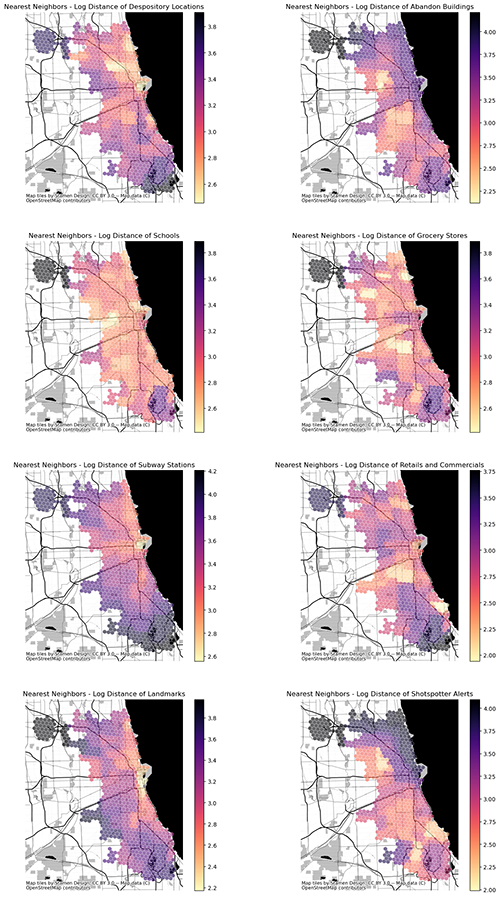 Nearest Neighbors - Log Distance of Despository Locations
3.8
3.6
3.4
3.2
3.0
2.8
2.6
Map tiles by Stamen Design, CC BY 3.0 -- Map data (C)
OpenStreetMap contributors
Nearest Neighbors - Log Distance of Abandon Buildings
4.00
3.75
3.50
3.25
3.00
2.75
2.50
2.25
Map tiles by Stamen Design, CC BY 3.0 -- Map data (C)
OpenStreetMap contributors
Nearest Neighbors - Log Distance of Schools
3.8
3.6
3.4
3.2
3.0
2.8
2.6
Map tiles by Stamen Design, CC BY 3.0 -- Map data (C)
OpenStreetMap contributors
Nearest Neighbors - Log Distance of Grocery Stores
3.8
3.6
3.4
3.2
3.0
2.8
2.6
Map tiles by Stamen Design, CC BY 3.0 -- Map data (C)
OpenStreetMap contributors
Nearest Neighbors - Log Distance of Subway Stations
4.2
4.0
3.8
3.6
3.4
3.2
3.0
2.8
2.6
Map tiles by Stamen Design, CC BY 3.0 -- Map data (C)
OpenStreetMap contributors
Nearest Neighbors - Log Distance of Retails and Commercials
3.75
3.50
3.25
3.00
2.75
2.50
2.25
2.00
Map tiles by Stamen Design, CC BY 3.0 -- Map data (C)
OpenStreetMap contributors
Nearest Neighbors - Log Distance of Landmarks
3.8
3.6
3.4
3.2
3.0
2.8
2.6
2.4
2.2
Map tiles by Stamen Design, CC BY 3.0 -- Map data (C)
OpenStreetMap contributors
Nearest Neighbors - Log Distance of Shotspotter Alerts
4.00
3.75
3.50
3.25
3.00
2.75
2.50
2.25
2.00
Map tiles by Stamen Design, CC BY 3.0 -- Map data (C)
OpenStreetMap contributors